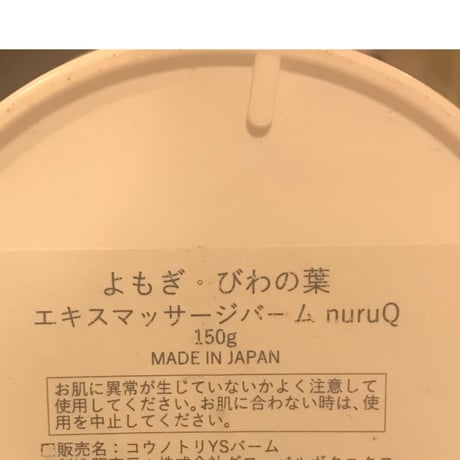 よもぎ・びわの葉
エキスマッサージバーム nuruQ
150g
MADE IN JAPAN
お肌に異常が生じていないかよく注意して
使用してください。お肌に合わない時は、使
用を中止してください。
□販売名：コウノトリYSバーム